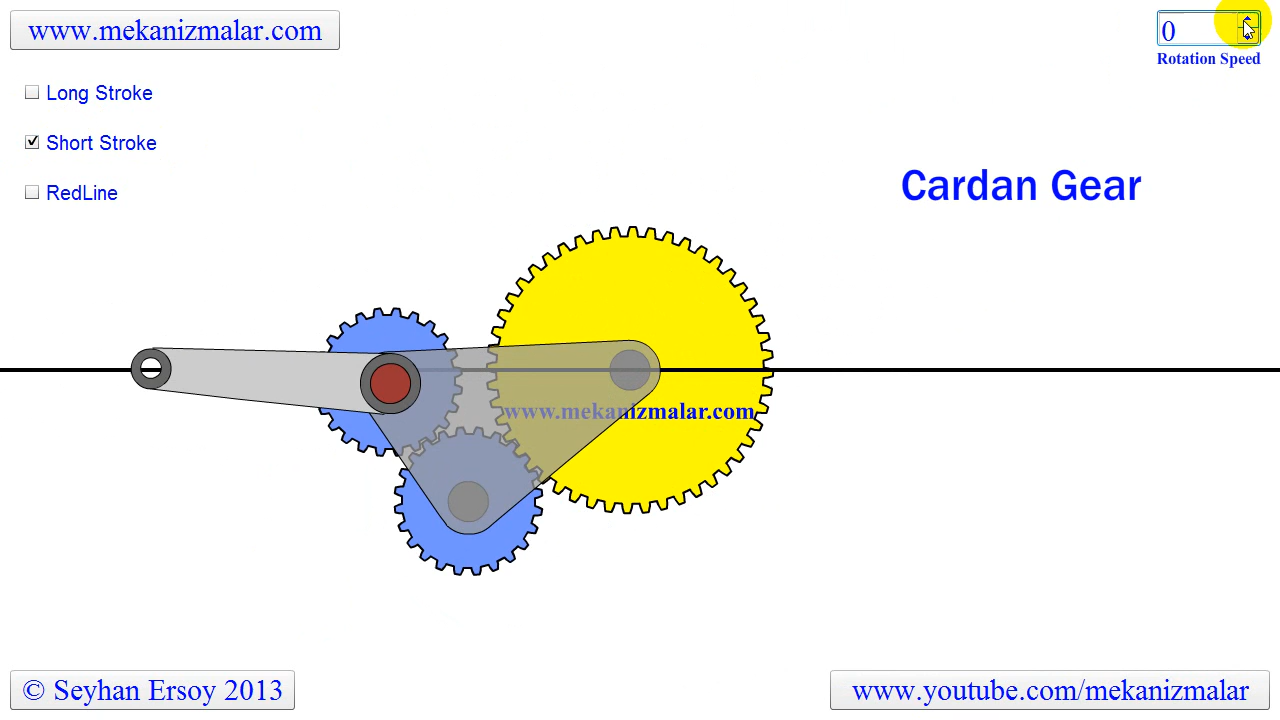 www.mekanizmalar.com
0
Rotation Speed
Long Stroke
Short Stroke
RedLine
Cardan Gear
www.mekanizmalar.com
© Seyhan Ersoy 2013
www.youtube.com/mekanizmalar